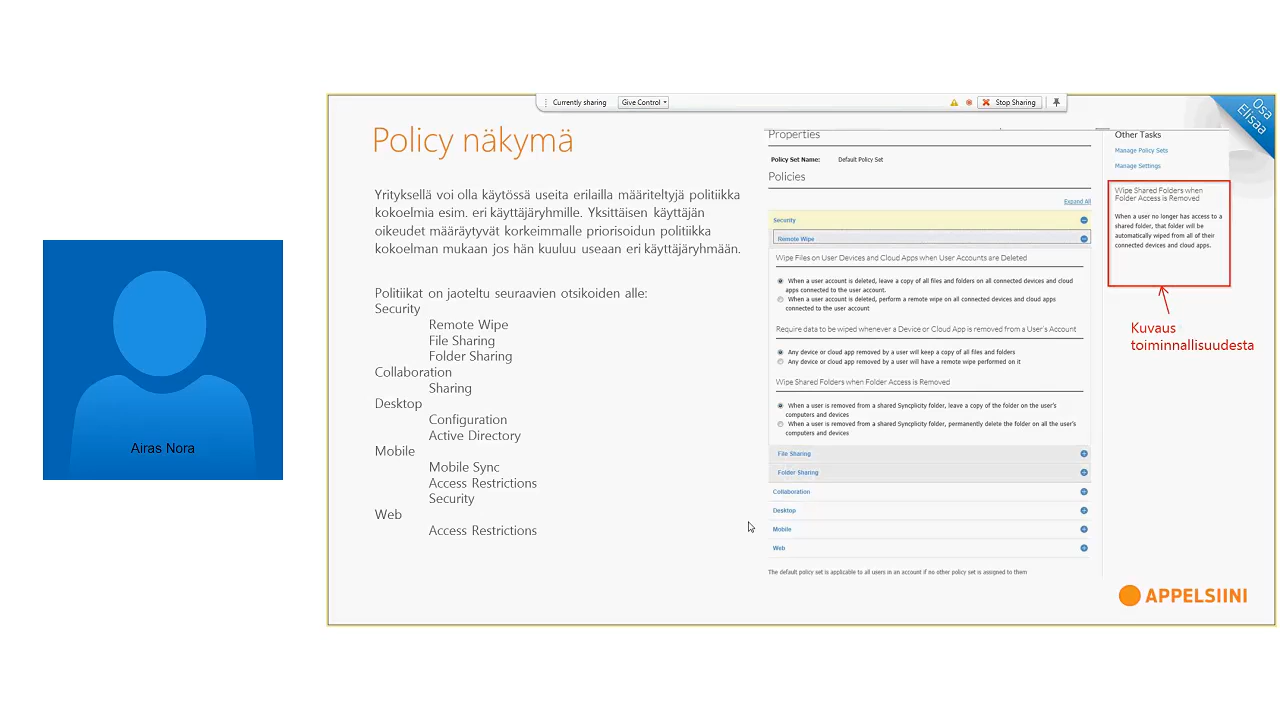 Currently sharing
Give Control
Stop Sharing
Osa
Elisaa
Policy näkymä
Yrityksellä voi olla käytössä useita erilailla määriteltyjä politiikka
kokoelmia esim. eri käyttäjäryhmille. Yksittäisen käyttäjän
oikeudet määräytyvät korkeimmalle priorisoidun politiikka
kokoelman mukaan jos hän kuuluu useaan eri käyttäjäryhmään.
Politiikat on jaoteltu seuraavien otsikoiden alle:
Security
Remote Wipe
File Sharing
Folder Sharing
Collaboration
Sharing
Desktop
Configuration
Active Directory
Mobile
Mobile Sync
Access Restrictions
Security
Web
Access Restrictions
Airas Nora
Properties
Policy Set Name: Default Policy Set
Policies
Expand All
Security
Remote Wipe
Wipe Files on User Devices and Cloud Apps when User Accounts are Deleted
When a user account is deleted, leave a copy of all files and folders on all connected devices and cloud
apps connected to the user account.
When a user account is deleted, perform a remote wipe on all connected devices and cloud apps
connected to the user account
Require data to be wiped whenever a Device or Cloud App is removed from a User's Account
Any device or cloud app removed by a user will keep a copy of all files and folders
Any device or cloud app removed by a user will have a remote wipe performed on it
Wipe Shared Folders when Folder Access is Removed
When a user is removed from a shared Syncplicity folder, leave a copy of the folder on the user's
computers and devices
When a user is removed from a shared Syncplicity folder, permanently delete the folder on all the user's
computers and devices
File Sharing
Folder Sharing
Collaboration
Desktop
Mobile
Web
The default policy set is applicable to all users in an account if no other policy set is assigned to them
Other Tasks
Manage Policy Sets
Manage Settings
Wipe Shared Folders when
Folder Access is Removed
When a user no longer has access to a
shared folder, that folder will be
automatically wiped from all of their
connected devices and cloud apps.
Kuvaus
toiminnallisuudesta
APPELSIINI